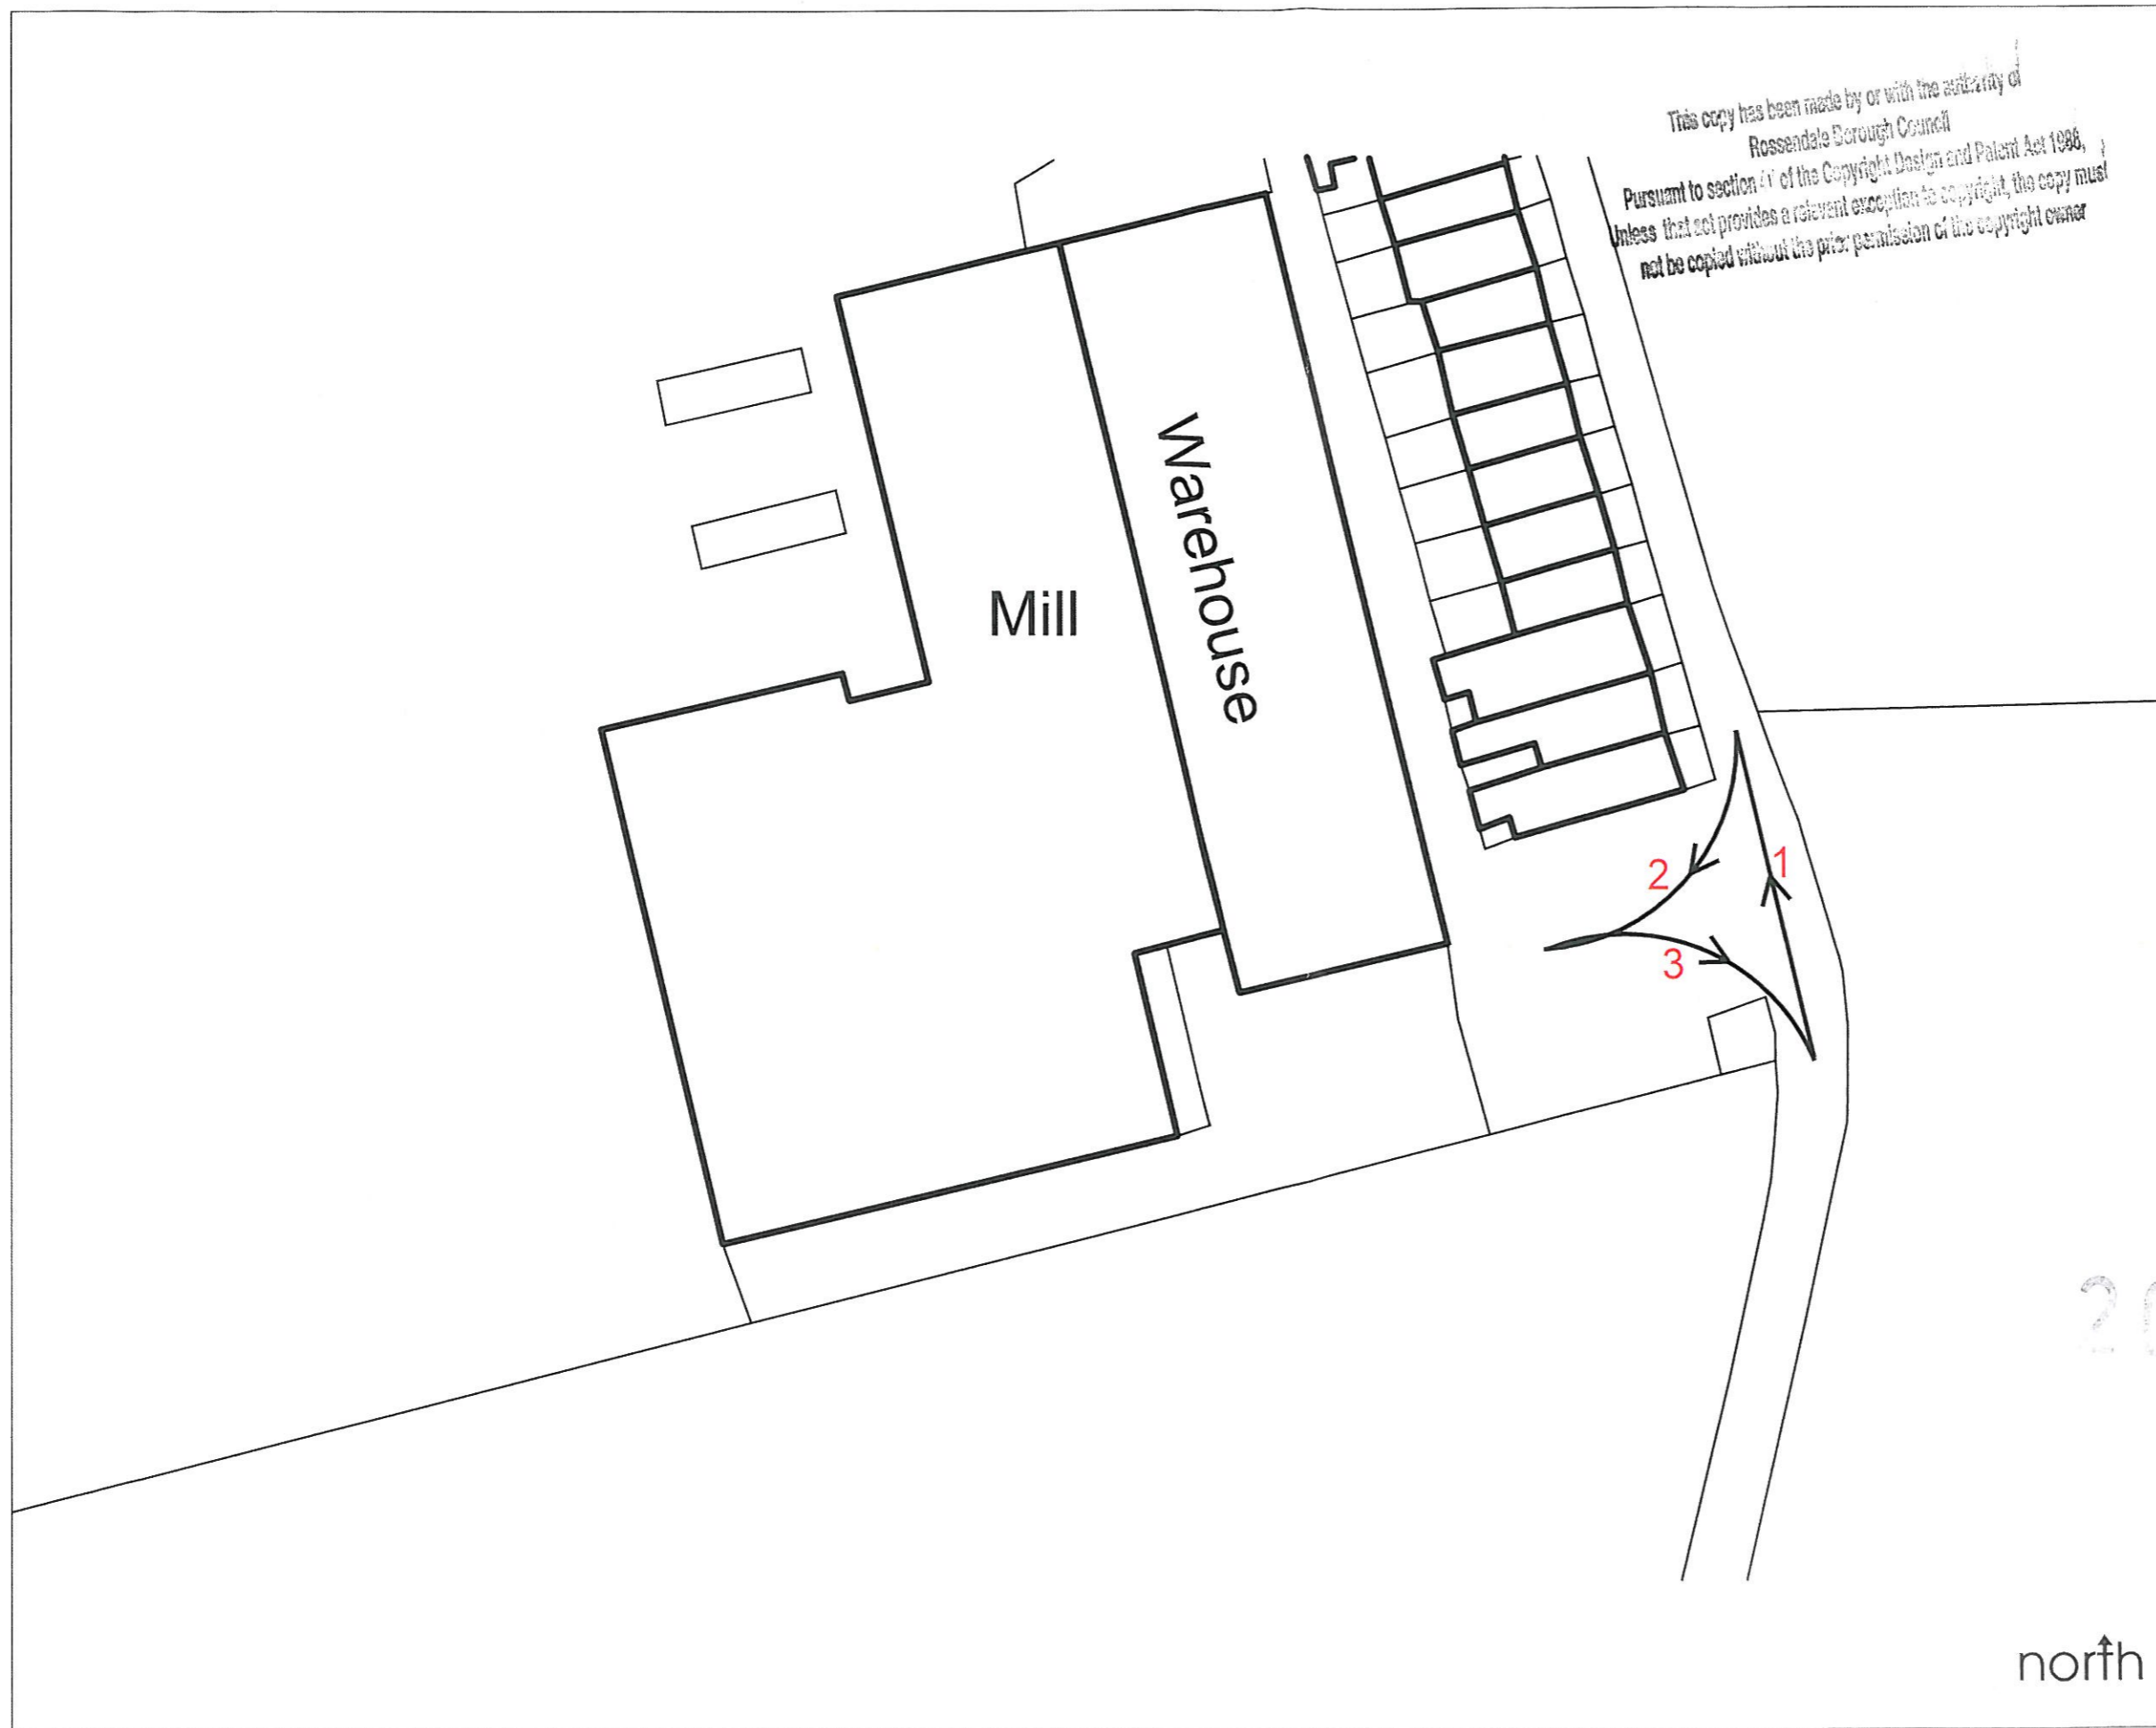 This copy has been made by or with the authority of
Rossendale Borough Council
Pursuant to section 47 of the Copyright Design and Patent Act 1988,
Unless that act provides a relevant exception to copyright, the copy must
not be copied without the prior permission of the copyright owner
Warehouse
Mill
1
2
3
north